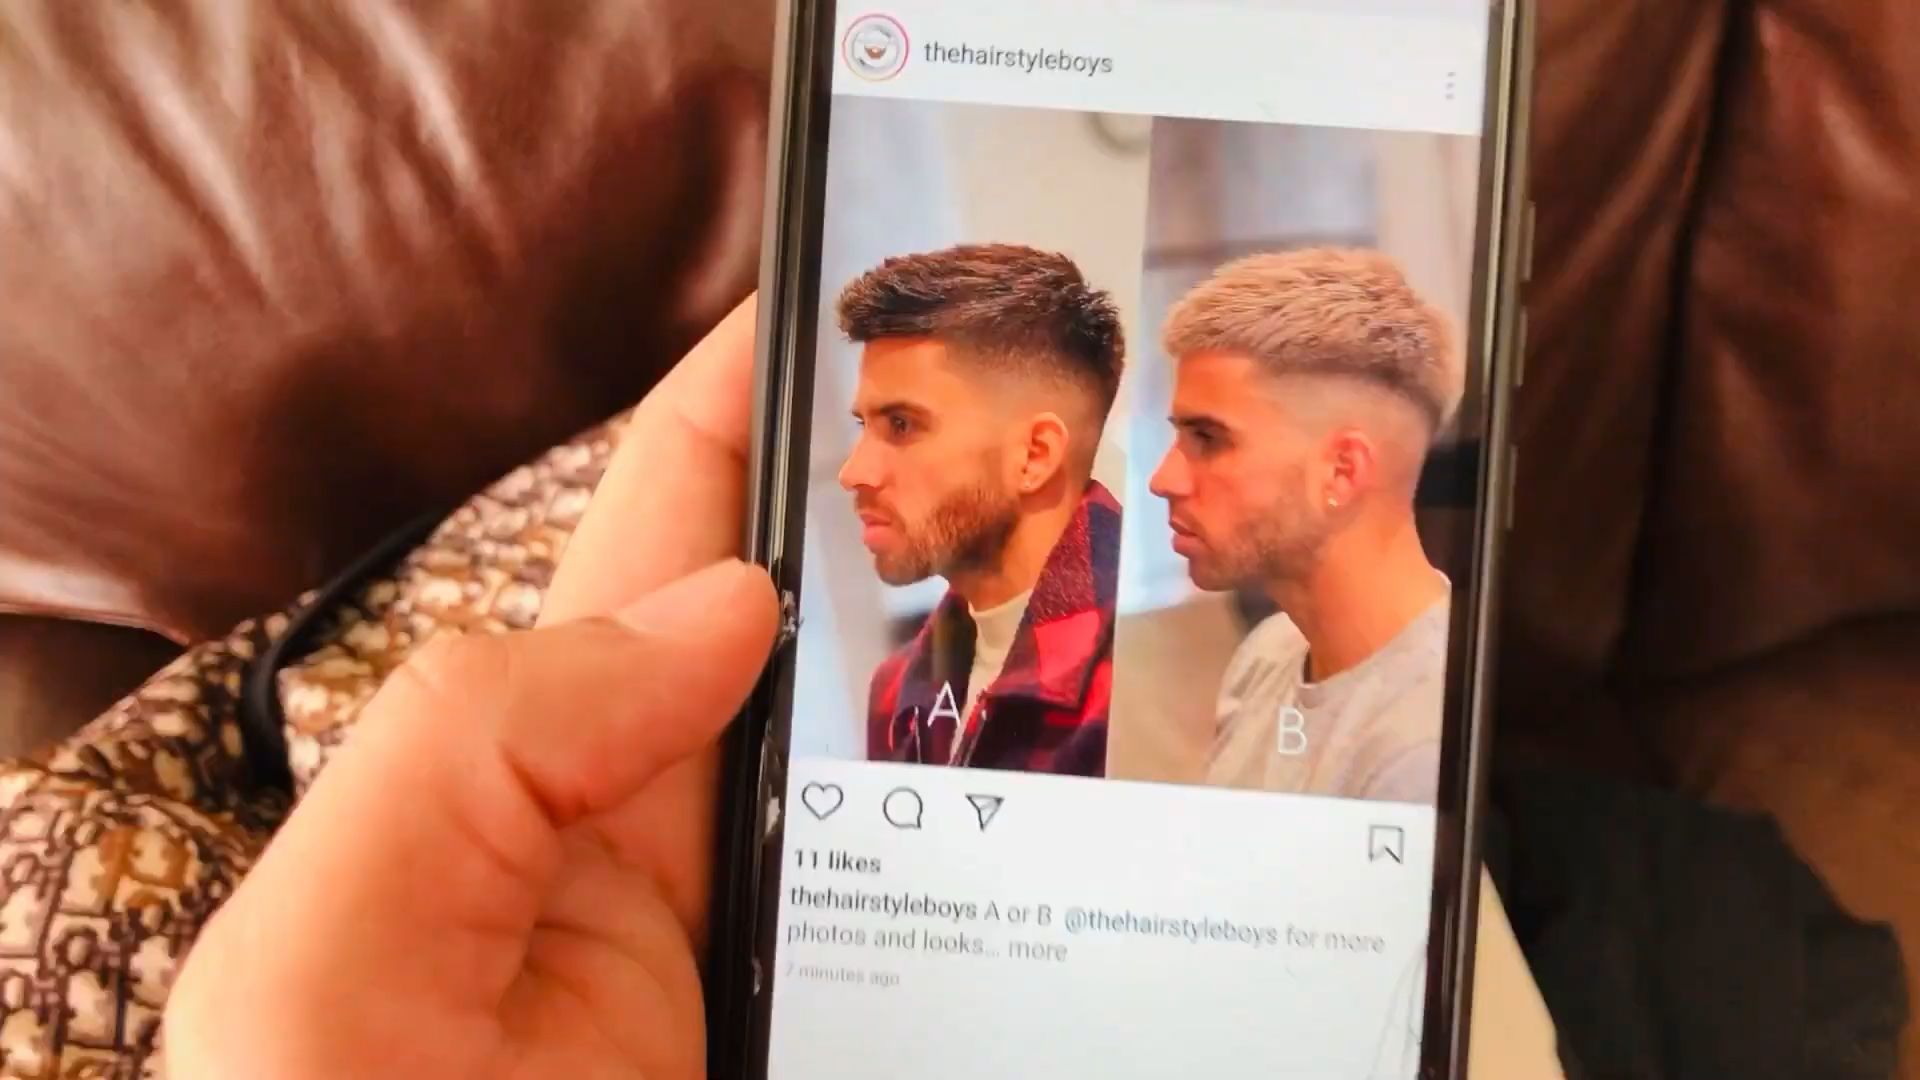 thehairstyleboys
A
B
11 likes
thehairstyleboys A or B @thehairstyleboys for more
photos and looks... more
7 minutes ago